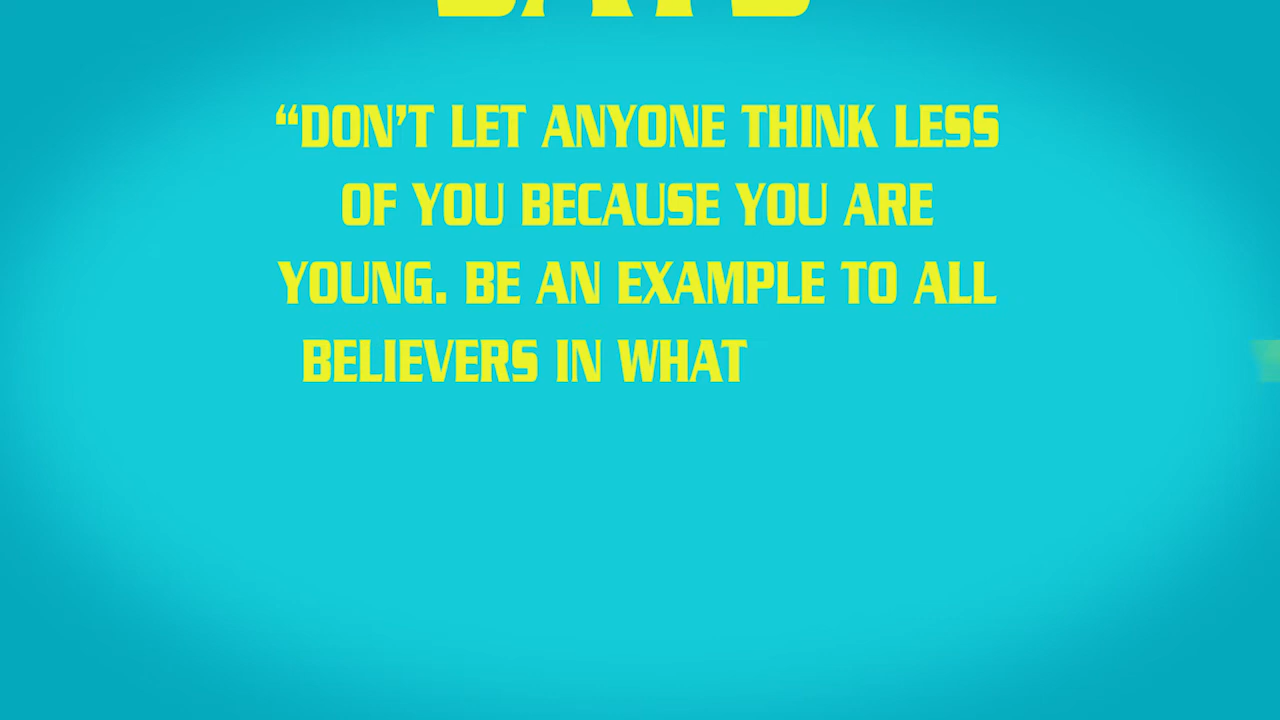 “DON’T LET ANYONE THINK LESS
OF YOU BECAUSE YOU ARE
YOUNG. BE AN EXAMPLE TO ALL
BELIEVERS IN WHAT